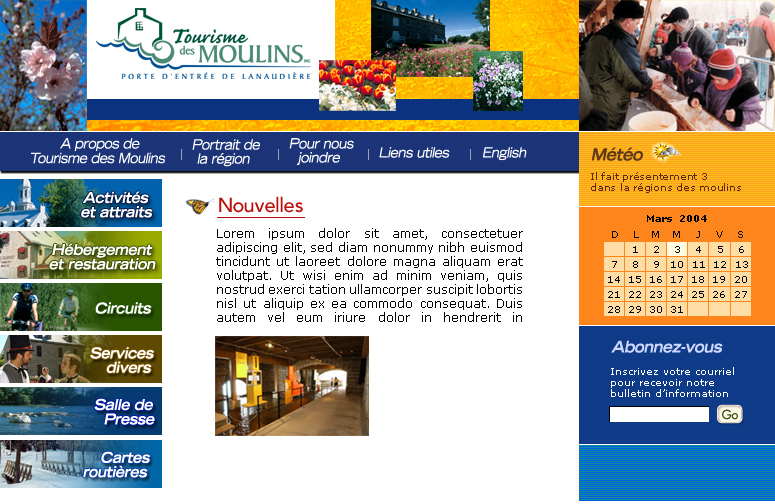 Tourisme
des MOULINS INC
PORTE D'ENTRÉE DE LANAUDIÈRE
A propos de
Tourisme des Moulins
Portrait de
la région
Pour nous
joindre
Liens utiles
English
Activités
et attraits
Hébergement
et restauration
Circuits
Services
divers
Salle de
Presse
Cartes
routières
Nouvelles
Lorem ipsum dolor sit amet, consectetuer
adipiscing elit, sed diam nonummy nibh euismod
tincidunt ut laoreet dolore magna aliquam erat
volutpat. Ut wisi enim ad minim veniam, quis
nostrud exerci tation ullamcorper suscipit lobortis
nisl ut aliquip ex ea commodo consequat. Duis
autem vel eum iriure dolor in hendrerit in
Météo
Il fait présentement 3
dans la régions des moulins
Mars 2004
D L M M J V S
1 2 3 4 5 6
7 8 9 10 11 12 13
14 15 16 17 18 19 20
21 22 23 24 25 26 27
28 29 30 31
Abonnez-vous
Inscrivez votre courriel
pour recevoir notre
bulletin d'information
Go